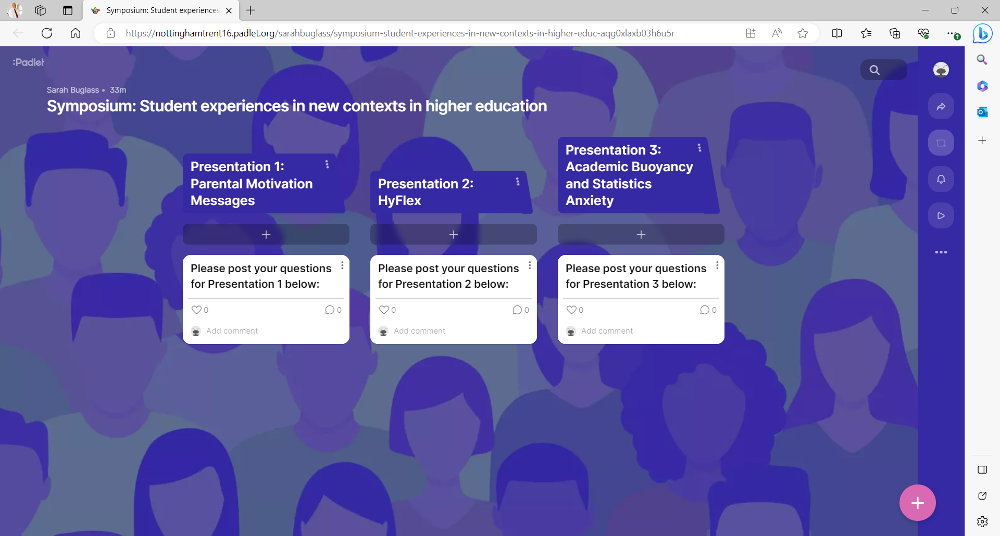 Symposium: Student experiences
https://nottinghamtrent16.padlet.org/sarahbuglass/symposium-student-experiences-in-new-contexts-in-higher-educ-aqg0xlaxb03h6u5r
:Padlet
Sarah Buglass • 33m
Symposium: Student experiences in new contexts in higher education
Presentation 1:
Parental Motivation
Messages
Please post your questions
for Presentation 1 below:
0
0
Add comment
Presentation 2:
HyFlex
Please post your questions
for Presentation 2 below:
0
0
Add comment
Presentation 3:
Academic Buoyancy
and Statistics
Anxiety
Please post your questions
for Presentation 3 below:
0
0
Add comment